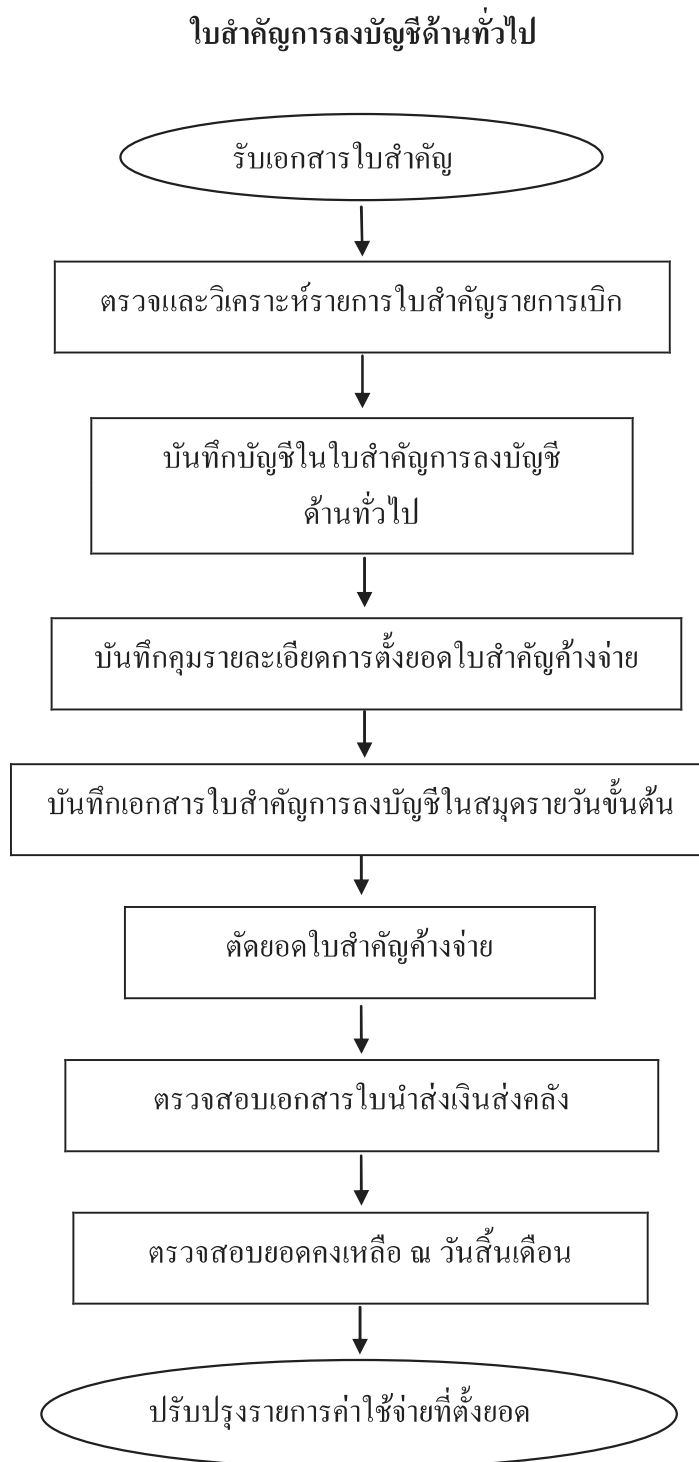 ใบสำคัญการลงบัญชีด้านทั่วไป
รับเอกสารใบสำคัญ
ตรวจและวิเคราะห์รายการใบสำคัญรายการเบิก
บันทึกบัญชีในใบสำคัญการลงบัญชี
ด้านทั่วไป
บันทึกคุมรายละเอียดการตั้งยอดใบสำคัญค้างจ่าย
บันทึกเอกสารใบสำคัญการลงบัญชีในสมุดรายวันขั้นต้น
ตัดยอดใบสำคัญค้างจ่าย
ตรวจสอบเอกสารใบนำส่งเงินส่งคลัง
ตรวจสอบยอดคงเหลือ ณ วันสิ้นเดือน
ปรับปรุงรายการค่าใช้จ่ายที่ตั้งยอด